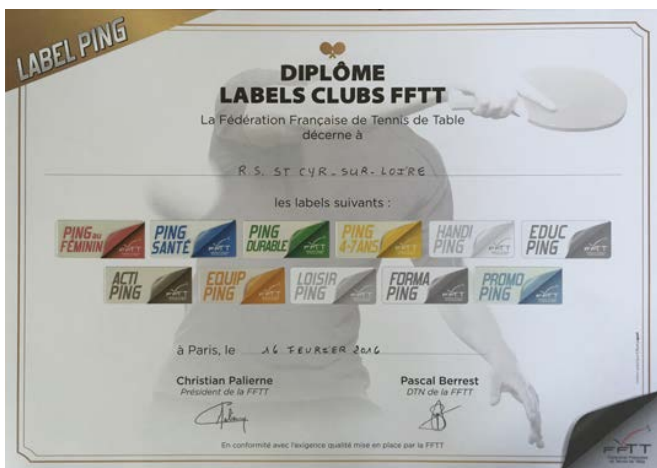 LABEL PING
DIPLÔME
LABELS CLUBS FFTT
La Fédération Française de Tennis de Table
décerne à
R.S. ST CYR-SUR-LOIRE
les labels suivants :
PING au FÉMININ PING SANTÉ PING DURABLE PING 4-7 ANS HANDI PING EDUC PING
ACTI PING EQUIP PING LOISIR PING FORMA PING PROMO PING
à Paris, le 16 FEVRIER 2016
Christian Palierne Pascal Berrest
Président de la FFTT DTN de la FFTT
En conformité avec l'exigence qualité mise en place par la FFTT
FFTT